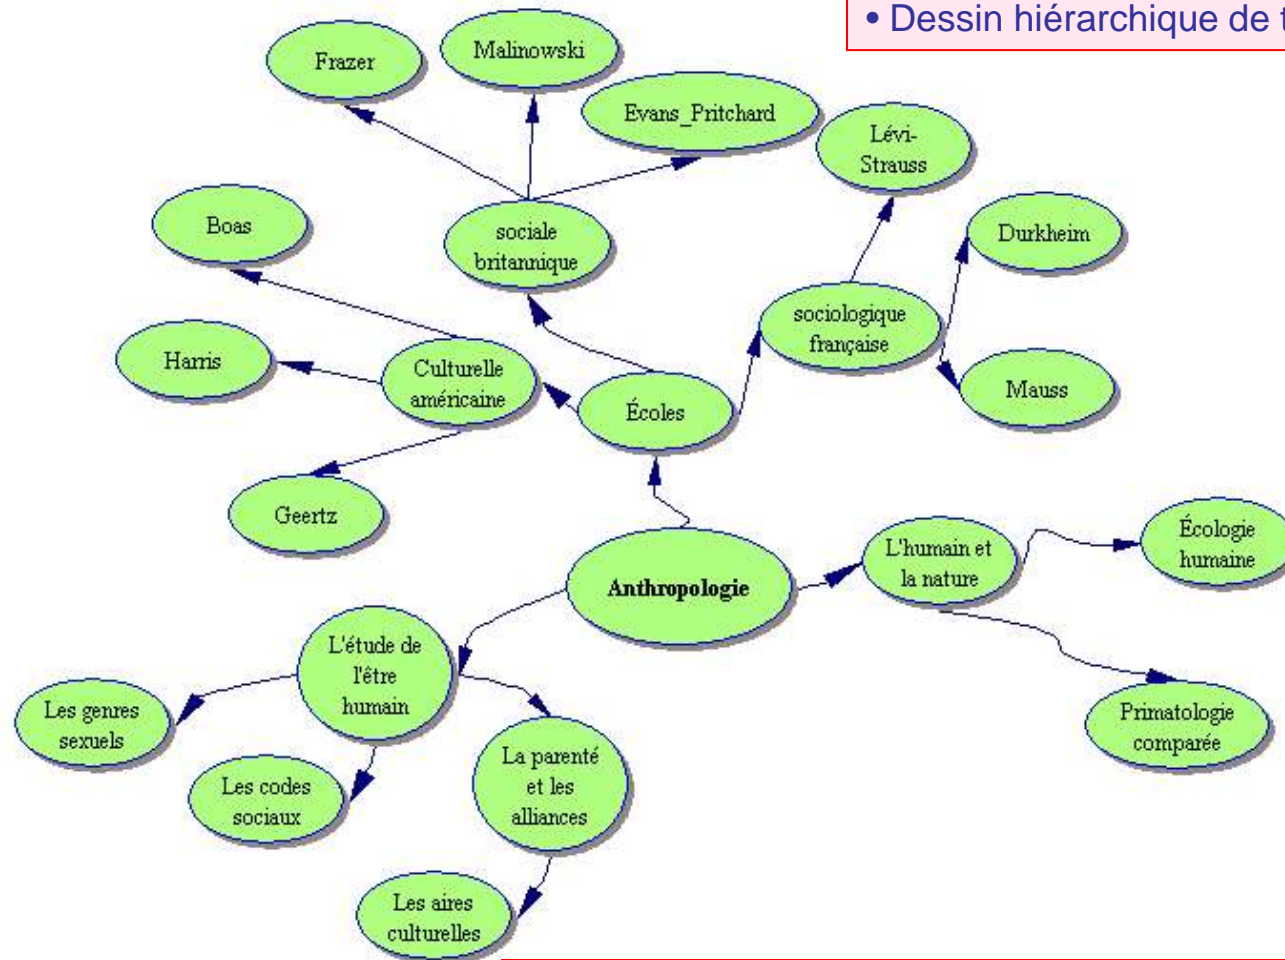 • Dessin hiérarchique de t
Frazer
Malinowski
Evans_Pritchard
Lévi-
Strauss
Boas
sociale
britannique
Durkheim
Harris
Culturelle
américaine
Écoles
sociologique
française
Mauss
Geertz
Anthropologie
L'humain et
la nature
Écologie
humaine
L'étude de
l'être
humain
Les genres
sexuels
Les codes
sociaux
La parenté
et les
alliances
Primatologie
comparée
Les aires
culturelles